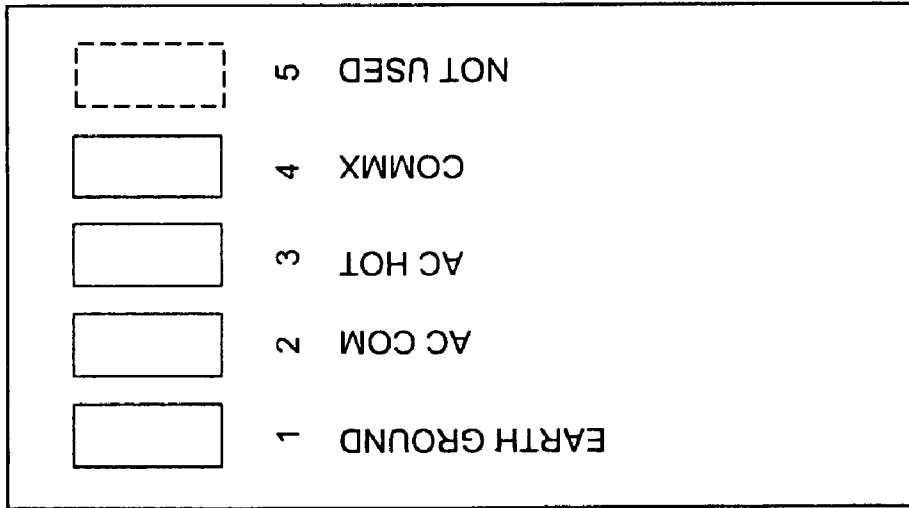 EARTH GROUND 1
AC COM 2
AC HOT 3
COMMX 4
NOT USED 5